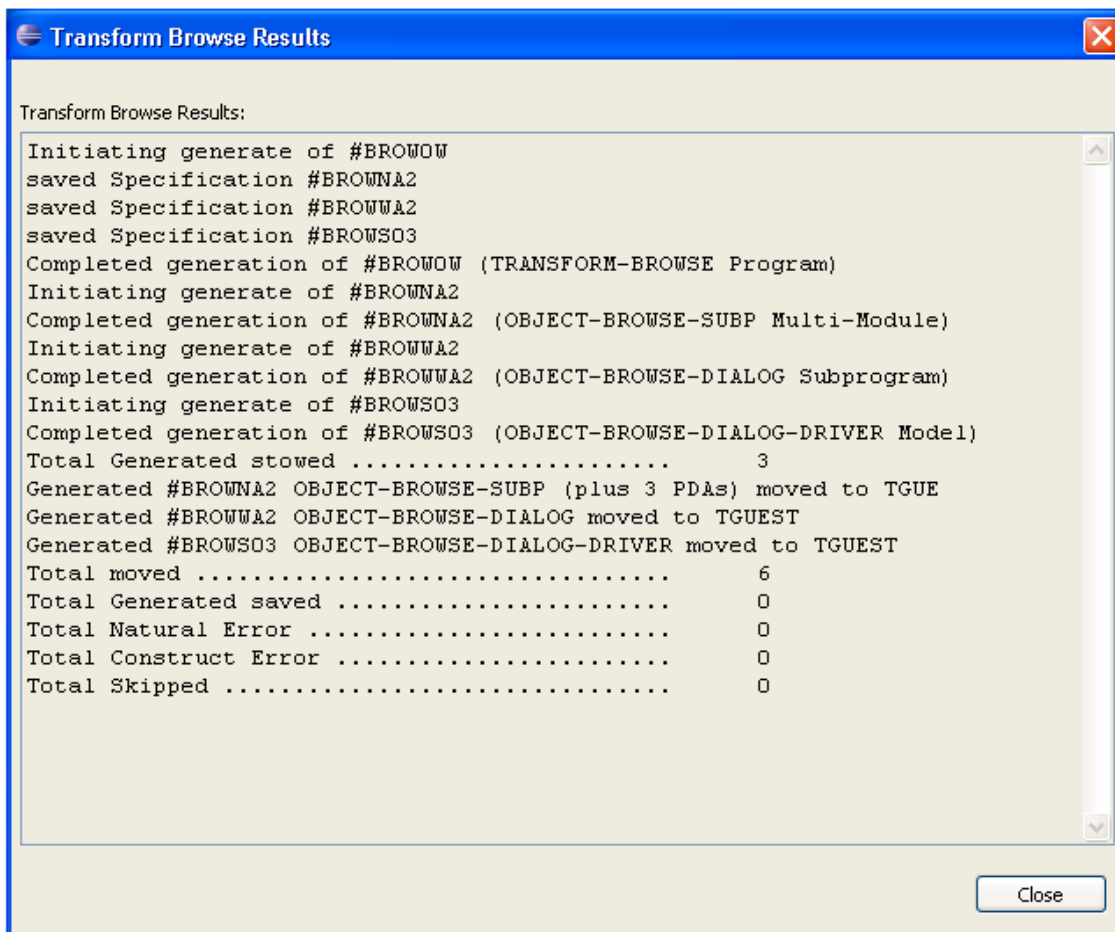 Transform Browse Results
Transform Browse Results:
Initiating generate of #BROWOW
saved Specification #BROWNA2
saved Specification #BROWWA2
saved Specification #BROWSO3
Completed generation of #BROWOW (TRANSFORM-BROWSE Program)
Initiating generate of #BROWNA2
Completed generation of #BROWNA2 (OBJECT-BROWSE-SUBP Multi-Module)
Initiating generate of #BROWWA2
Completed generation of #BROWWA2 (OBJECT-BROWSE-DIALOG Subprogram)
Initiating generate of #BROWSO3
Completed generation of #BROWSO3 (OBJECT-BROWSE-DIALOG-DRIVER Model)
Total Generated stowed ........................ 3
Generated #BROWNA2 OBJECT-BROWSE-SUBP (plus 3 PDAs) moved to TGUE
Generated #BROWWA2 OBJECT-BROWSE-DIALOG moved to TGUEST
Generated #BROWSO3 OBJECT-BROWSE-DIALOG-DRIVER moved to TGUEST
Total moved ................................... 6
Total Generated saved ......................... 0
Total Natural Error ........................... 0
Total Construct Error ......................... 0
Total Skipped ................................. 0
Close